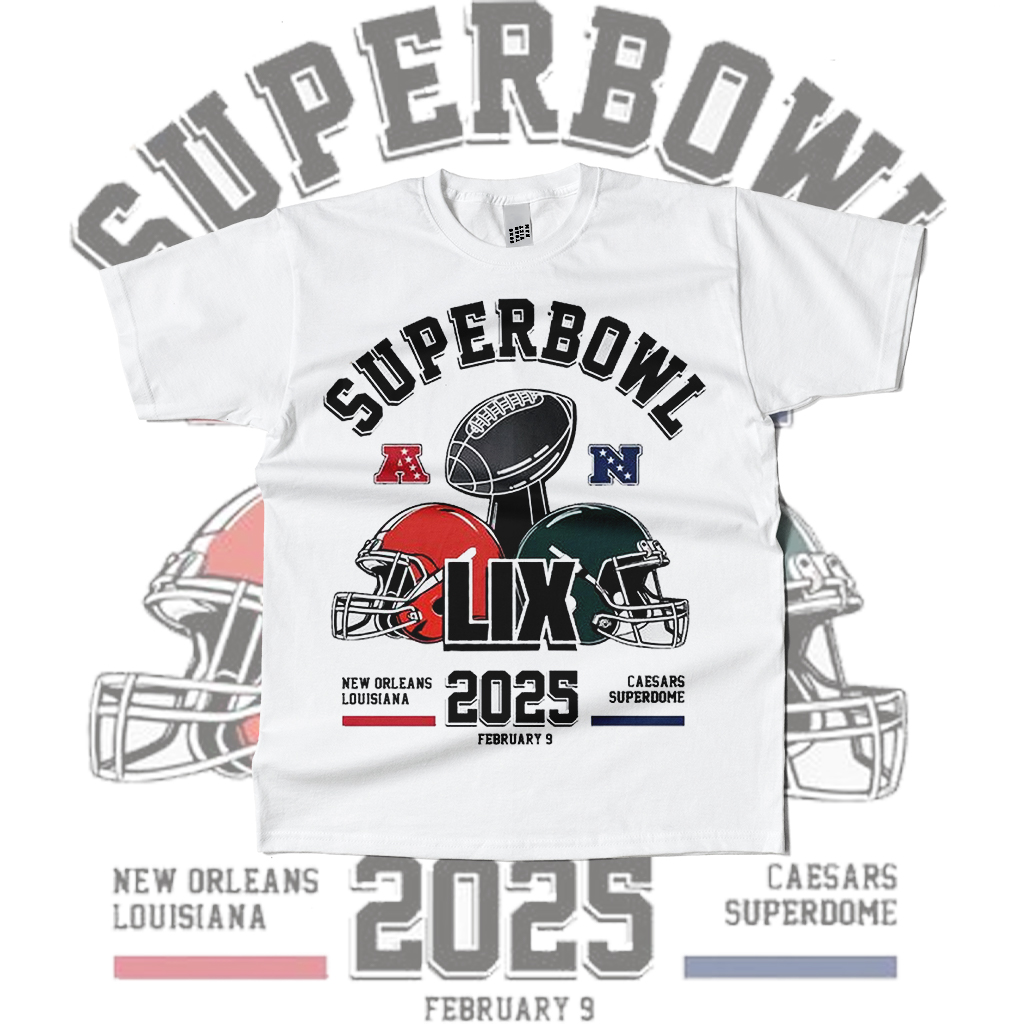 SUPERBOWL
SUPERBOWL
A N
LIX
NEW ORLEANS
LOUISIANA
2025
CAESARS
SUPERDOME
FEBRUARY 9
NEW ORLEANS
LOUISIANA
2025
CAESARS
SUPERDOME
FEBRUARY 9